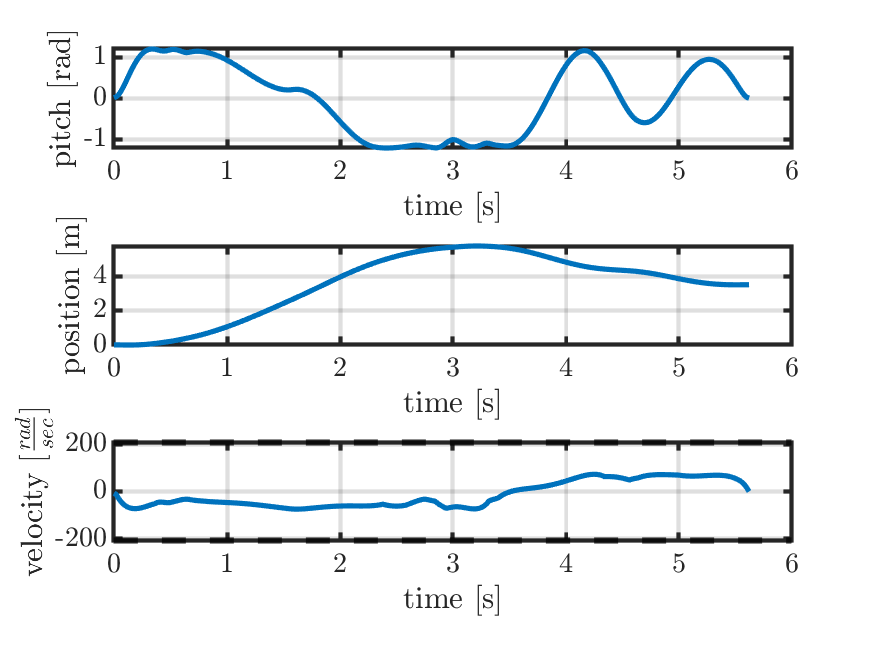 pitch [rad]
1
0
-1
0 1 2 3 4 5 6
time [s]
position [m]
4
2
0
0 1 2 3 4 5 6
time [s]
velocity [rad/sec]
200
0
-200
0 1 2 3 4 5 6
time [s]